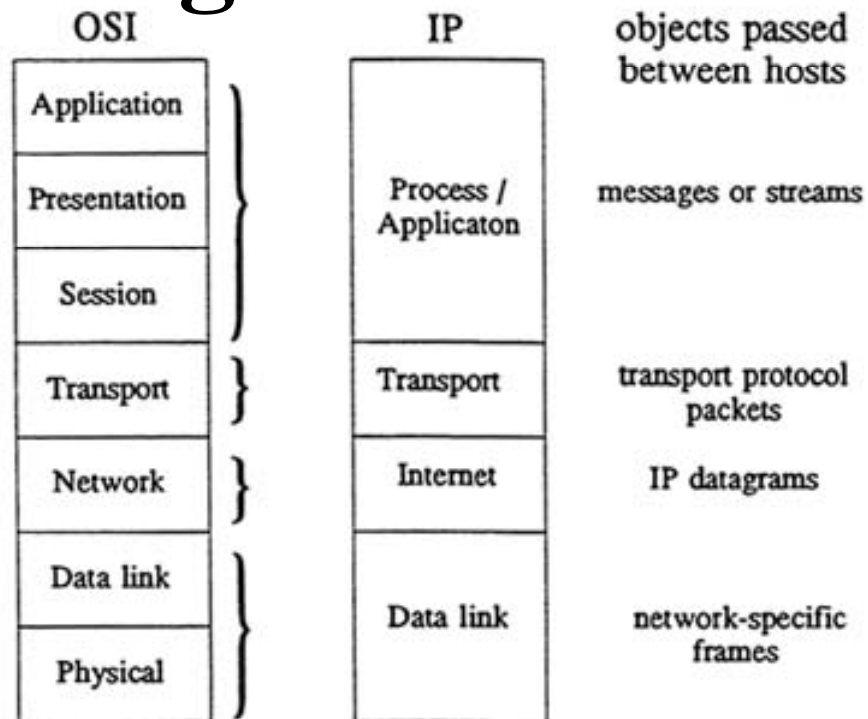 OSI
IP
objects passed
between hosts
Application
Presentation
Session
Transport
Network
Data link
Physical
Process /
Applicaton
Transport
Internet
Data link
messages or streams
transport protocol
packets
IP datagrams
network-specific
frames